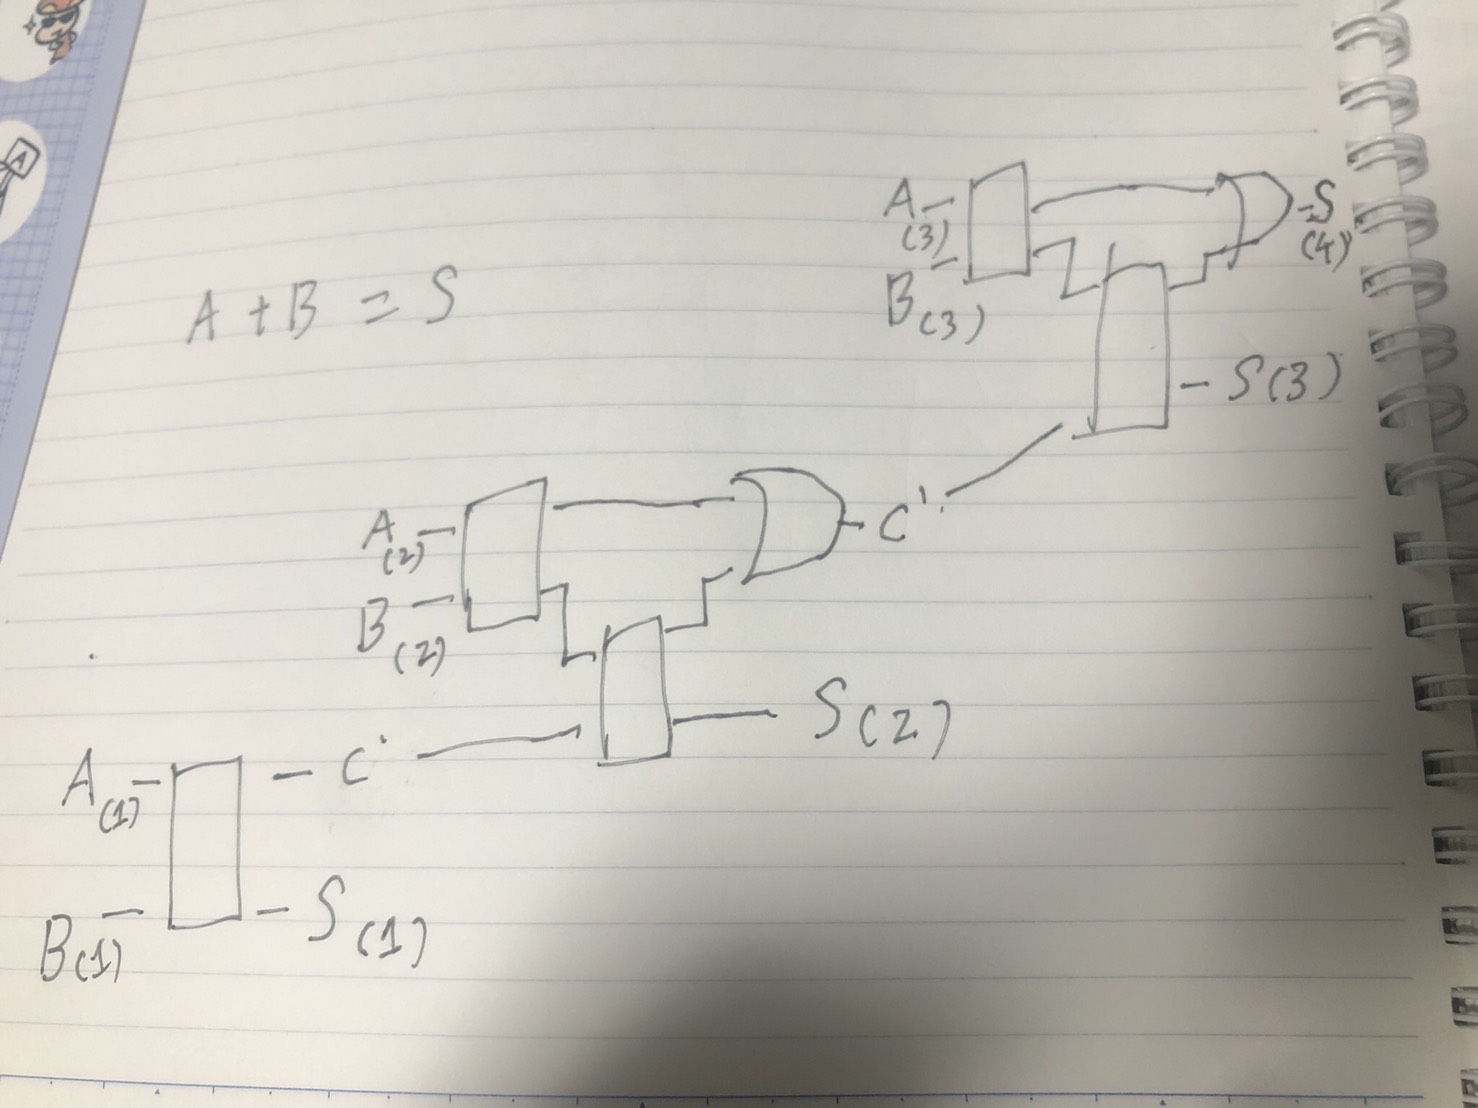 A(3)
B(3)
S(4)
A+B=S
S(3)
A(2)
C'
B(2)
S(2)
A(1)
C
B(1)
S(1)
A